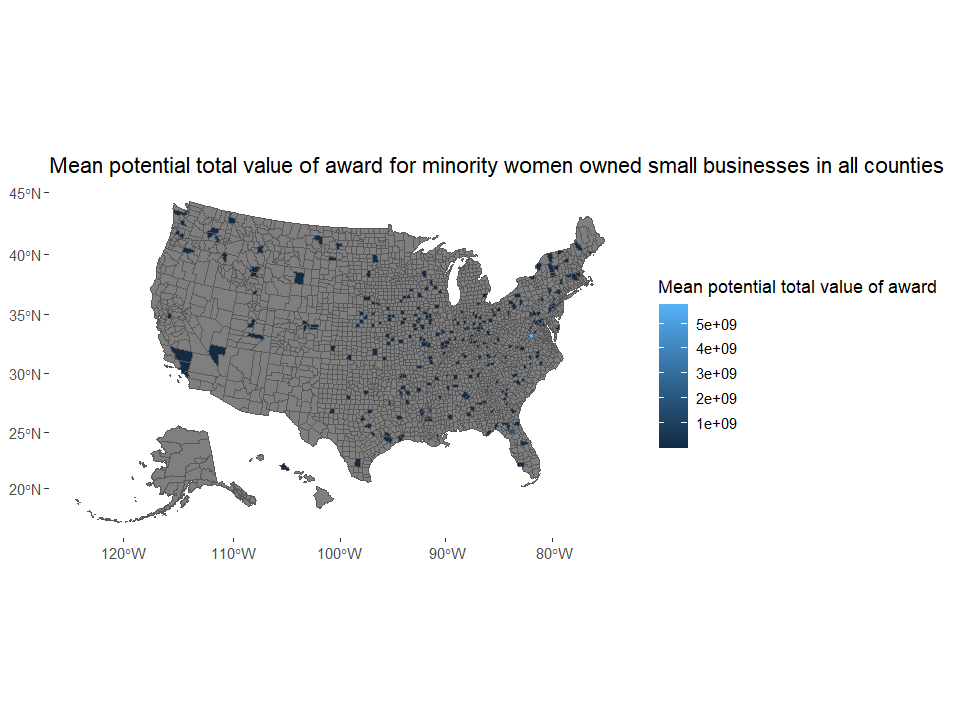 Mean potential total value of award for minority women owned small businesses in all counties
45°N
40°N
35°N
30°N
25°N
20°N
120°W 110°W 100°W 90°W 80°W
Mean potential total value of award
5e+09
4e+09
3e+09
2e+09
1e+09